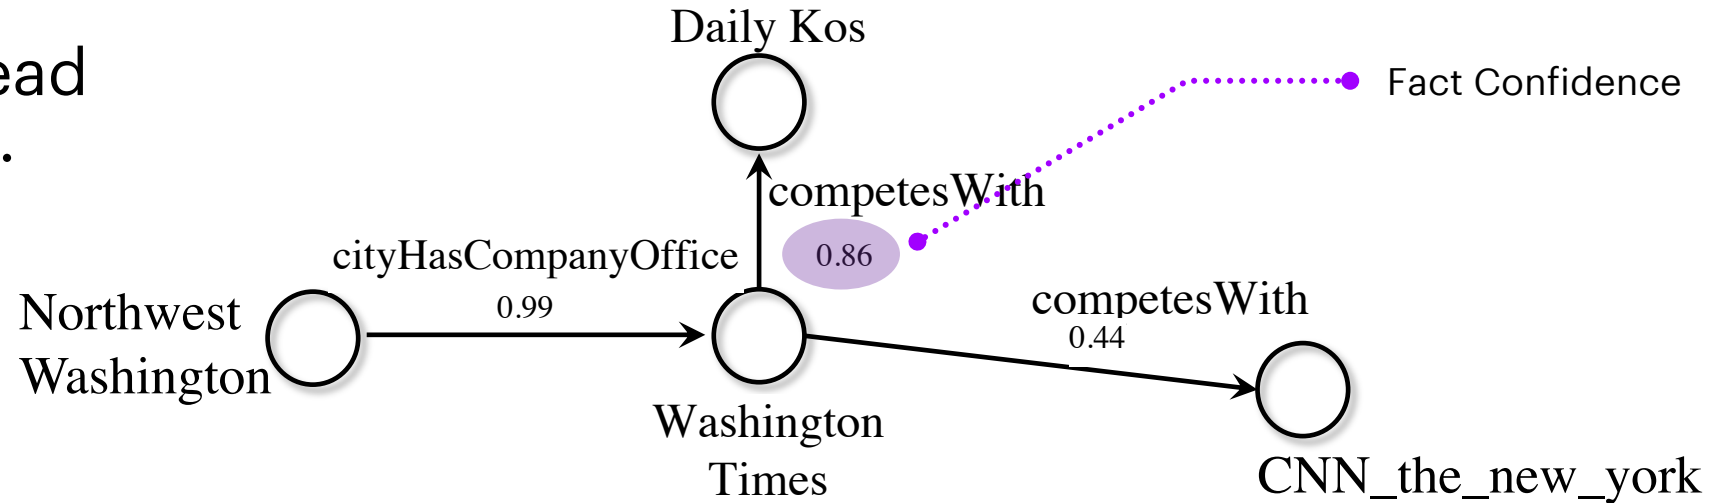 Daily Kos
ead
Fact Confidence
.
competesWith
cityHasCompanyOffice
0.86
0.99
competesWith
0.44
Northwest
Washington
Washington
Times
CNN_the_new_york